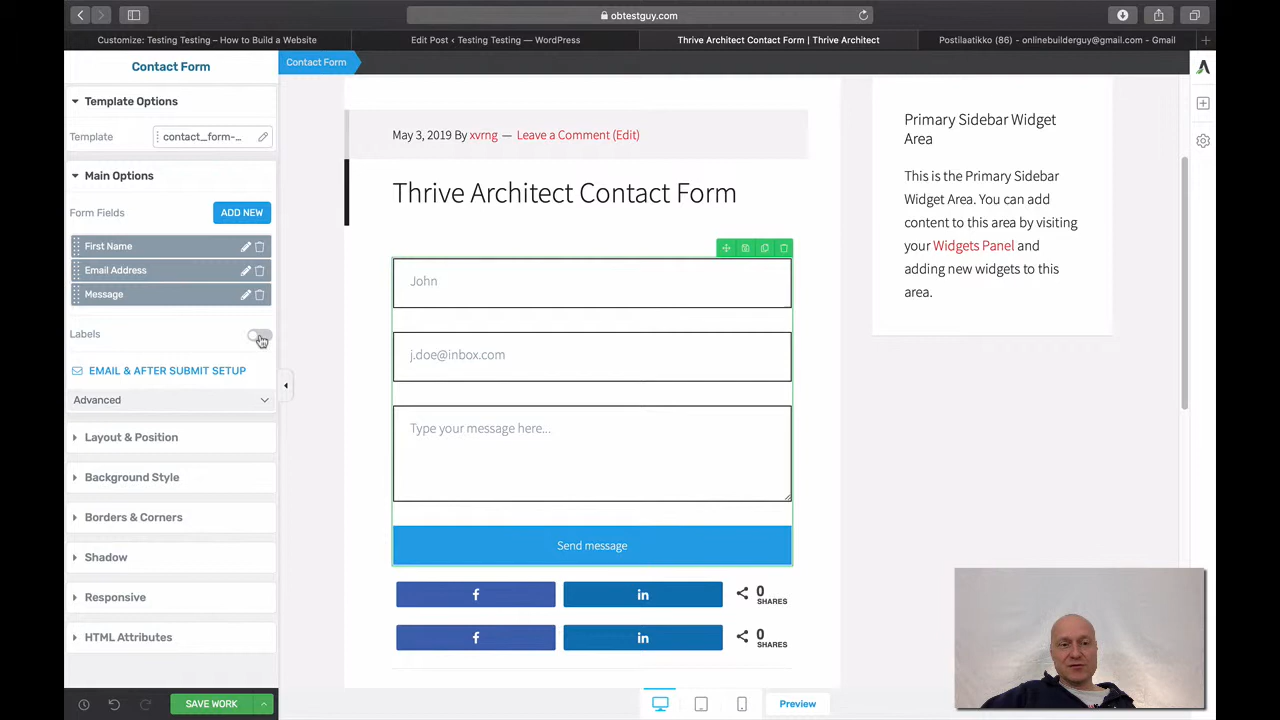 obtestguy.com
Customize: Testing Testing – How to Build a Website
Edit Post ‹ Testing Testing — WordPress
Thrive Architect Contact Form | Thrive Architect
Postilaatikko (86) - onlinebuilderguy@gmail.com - Gmail
Contact Form
Template Options
Template
contact_form-...
Main Options
Form Fields
ADD NEW
First Name
Email Address
Message
Labels
EMAIL & AFTER SUBMIT SETUP
Advanced
Layout & Position
Background Style
Borders & Corners
Shadow
Responsive
HTML Attributes
SAVE WORK
Contact Form
May 3, 2019 By xvrng — Leave a Comment (Edit)
Thrive Architect Contact Form
John
j.doe@inbox.com
Type your message here...
Send message
f
in
0
SHARES
f
in
0
SHARES
Preview
Primary Sidebar Widget
Area
This is the Primary Sidebar
Widget Area. You can add
content to this area by visiting
your Widgets Panel and
adding new widgets to this
area.